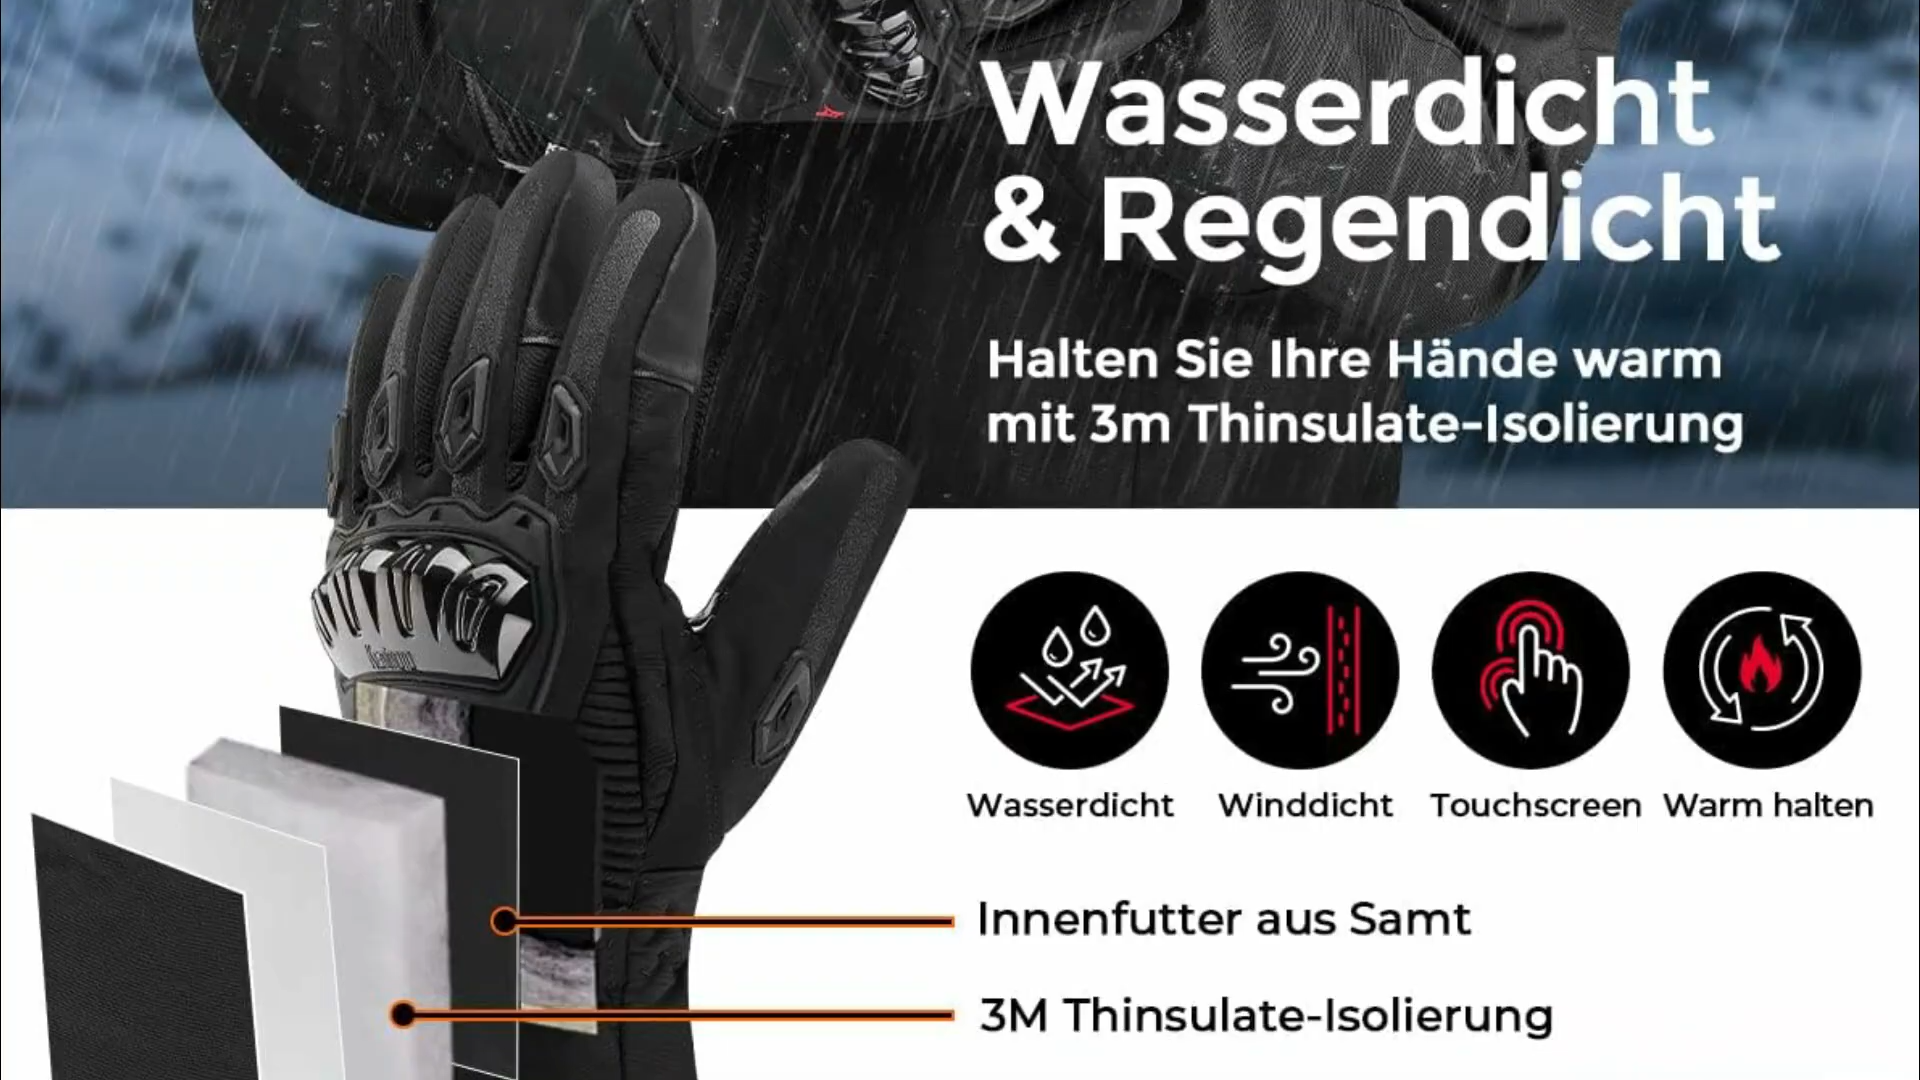 Wasserdicht
& Regendicht
Halten Sie Ihre Hände warm
mit 3m Thinsulate-Isolierung
Wasserdicht
Winddicht
Touchscreen
Warm halten
Innenfutter aus Samt
3M Thinsulate-Isolierung